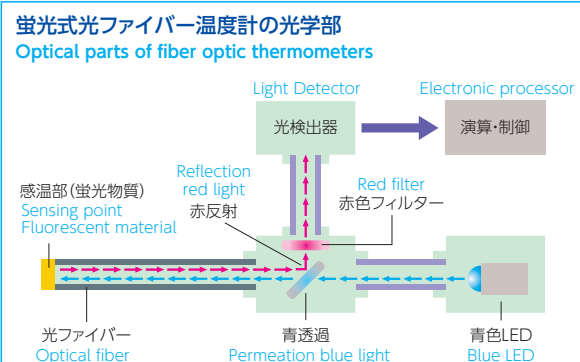 蛍光式光ファイバー温度計の光学部
Optical parts of fiber optic thermometers
Light Detector
光検出器
Electronic processor
演算・制御
Reflection
red light
赤反射
Red filter
赤色フィルター
感温部(蛍光物質)
Sensing point
Fluorescent material
光ファイバー
Optical fiber
青透過
Permeation blue light
青色LED
Blue LED